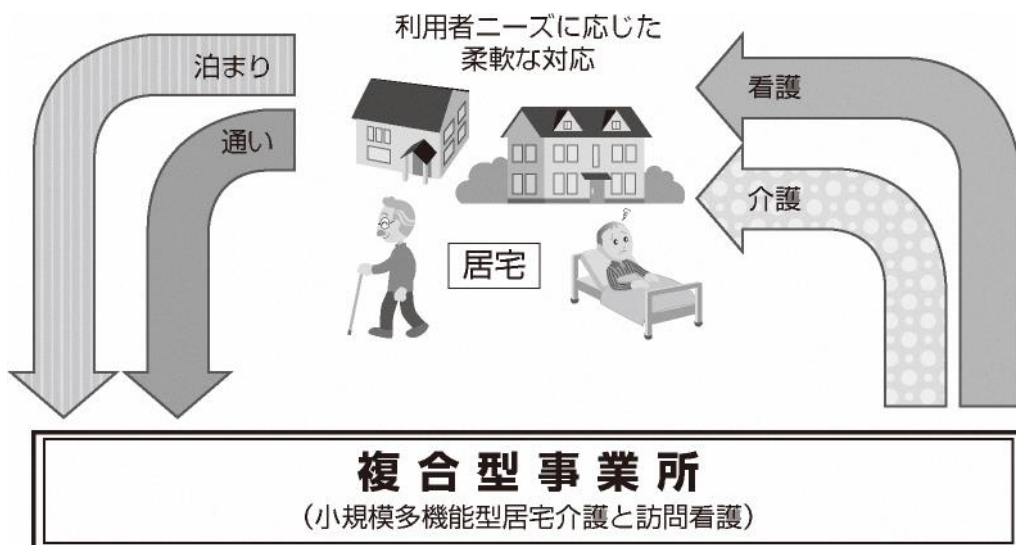 利用者ニーズに応じた
柔軟な対応
泊まり
通い
看護
介護
居宅
複合型事業所
（小規模多機能型居宅介護と訪問看護）